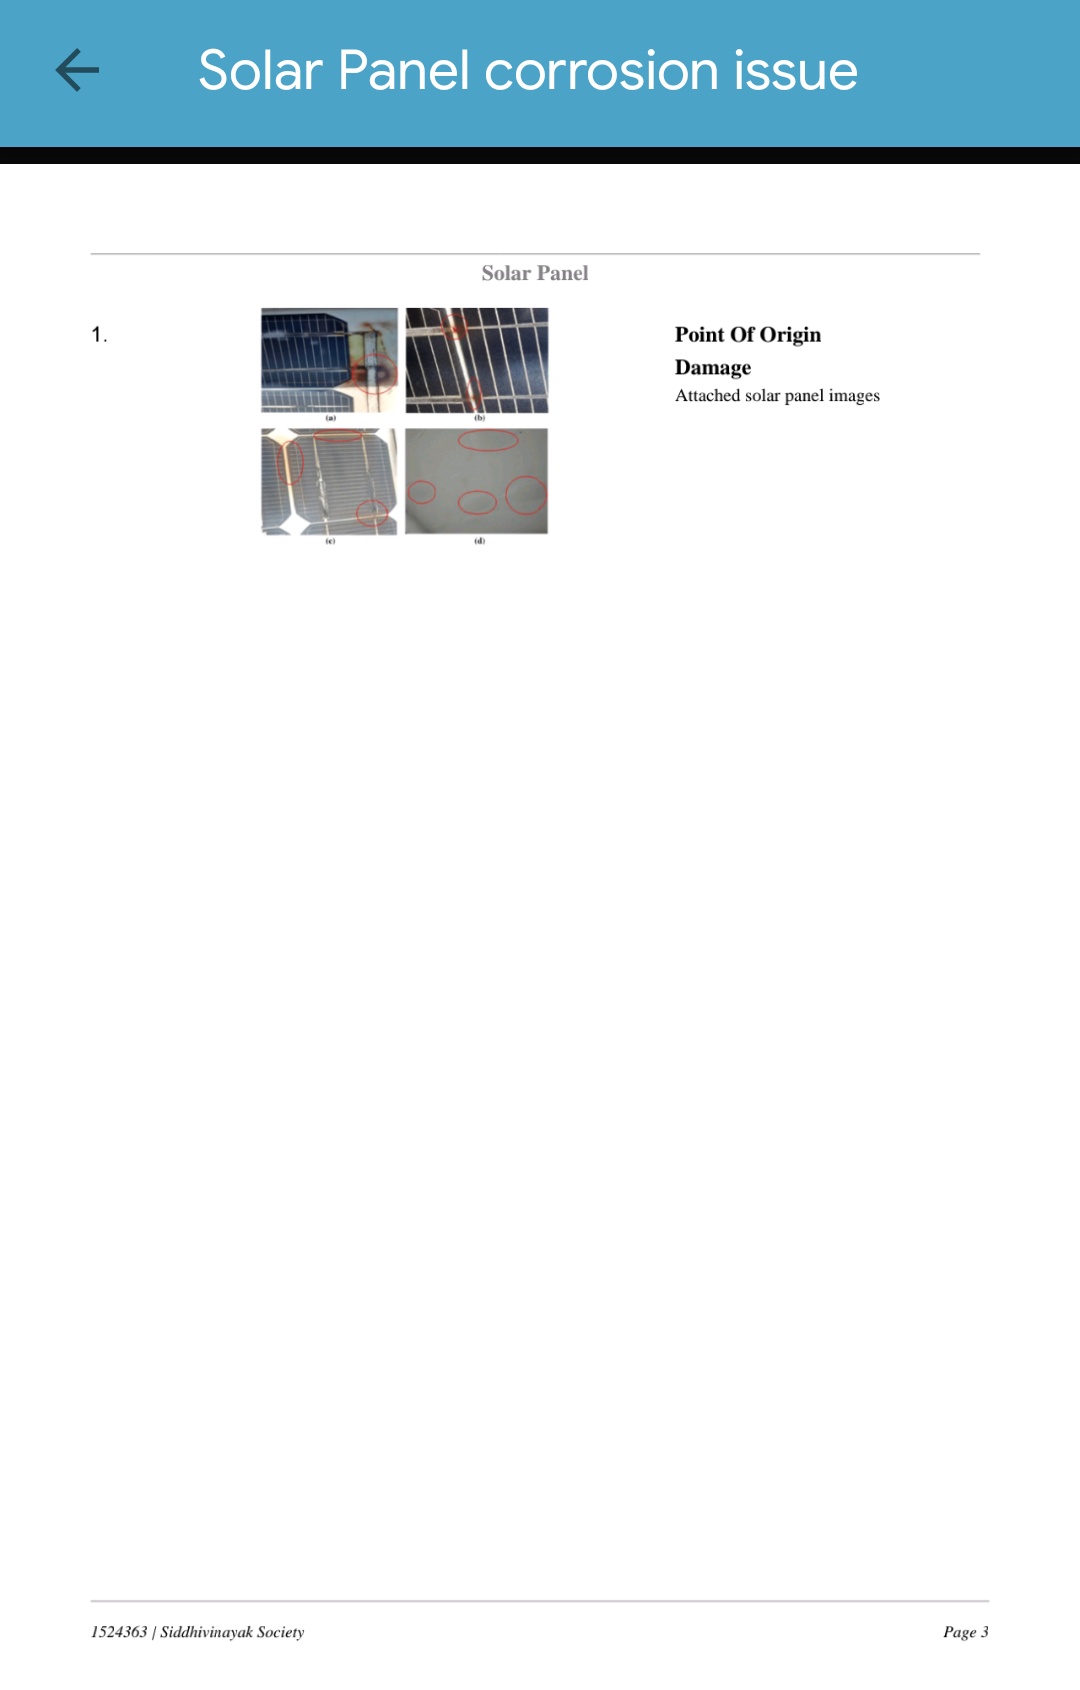 Solar Panel corrosion issue
Solar Panel
1.
Point Of Origin
Damage
Attached solar panel images
(a)
(b)
(c)
(d)
1524363 | Siddhivinayak Society
Page 3